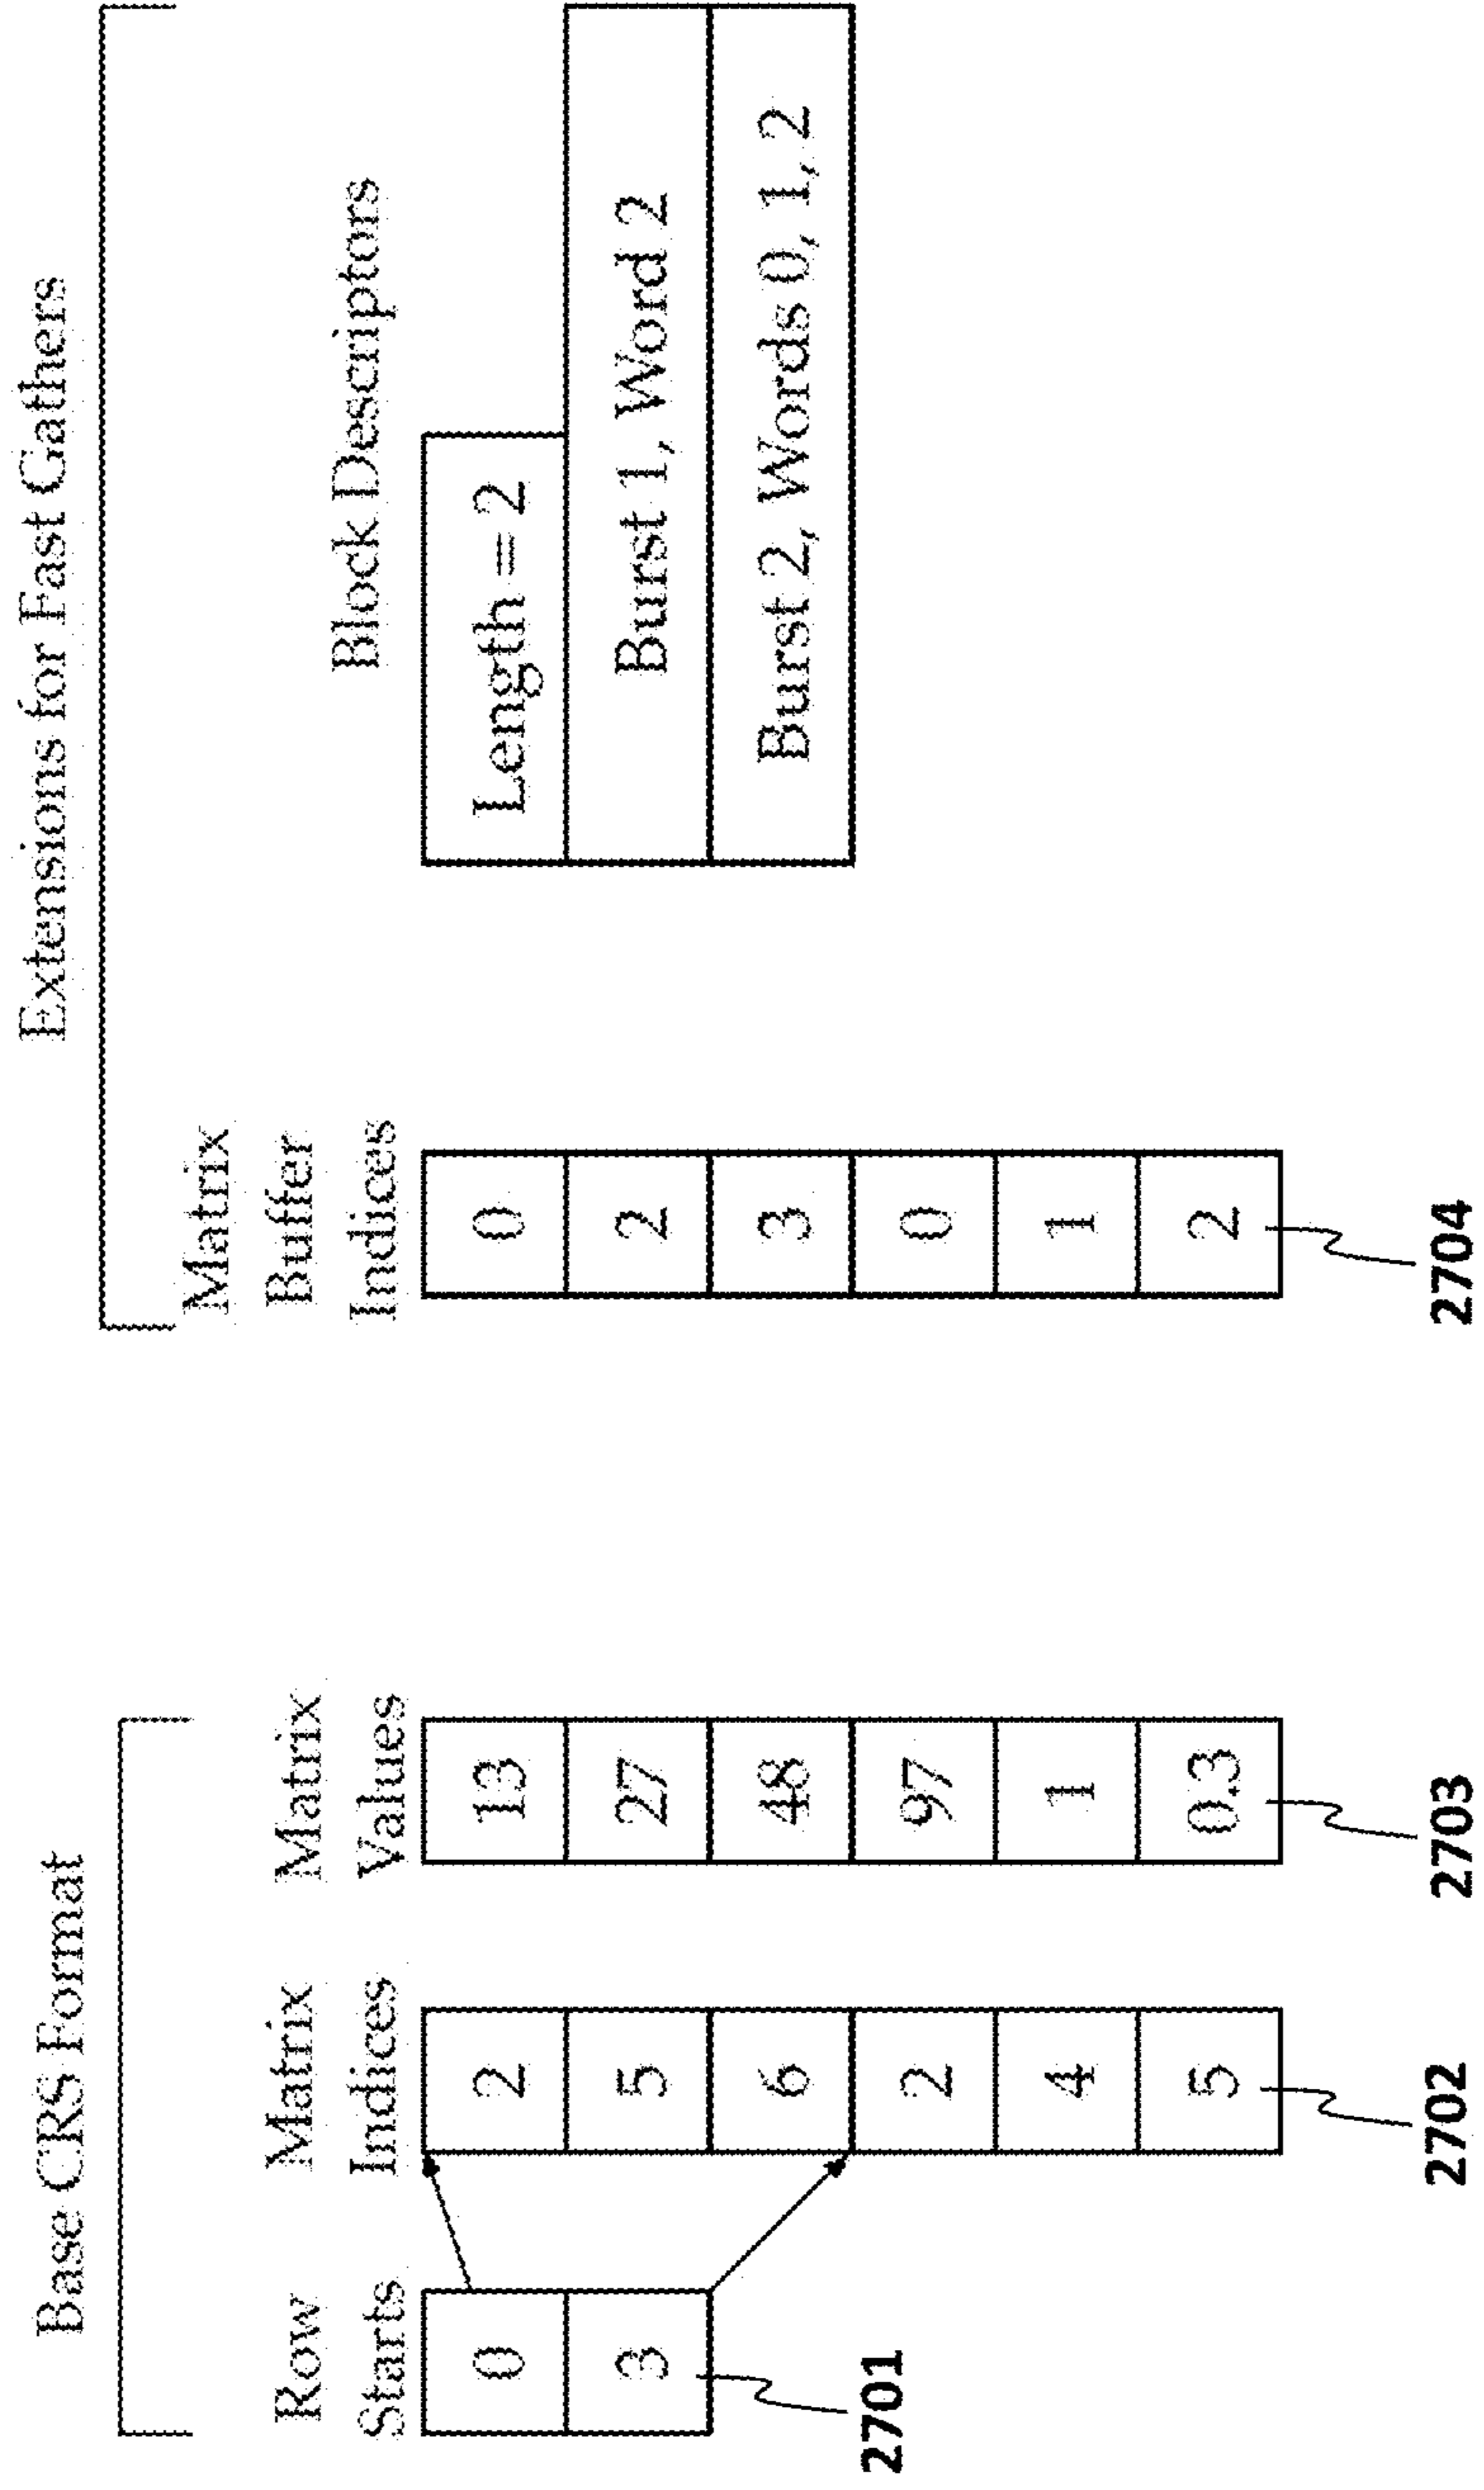 Base CRS Format
Extensions for Fast Gathers
Row
Starts
0
3
2701
Matrix
Indices
2
5
6
2
4
5
2702
Matrix
Values
13
27
48
97
1
0.3
2703
Matrix
Buffer
Indices
0
2
3
0
1
2
2704
Block Descriptors
Length = 2
Burst 1, Word 2
Burst 2, Words 0, 1, 2